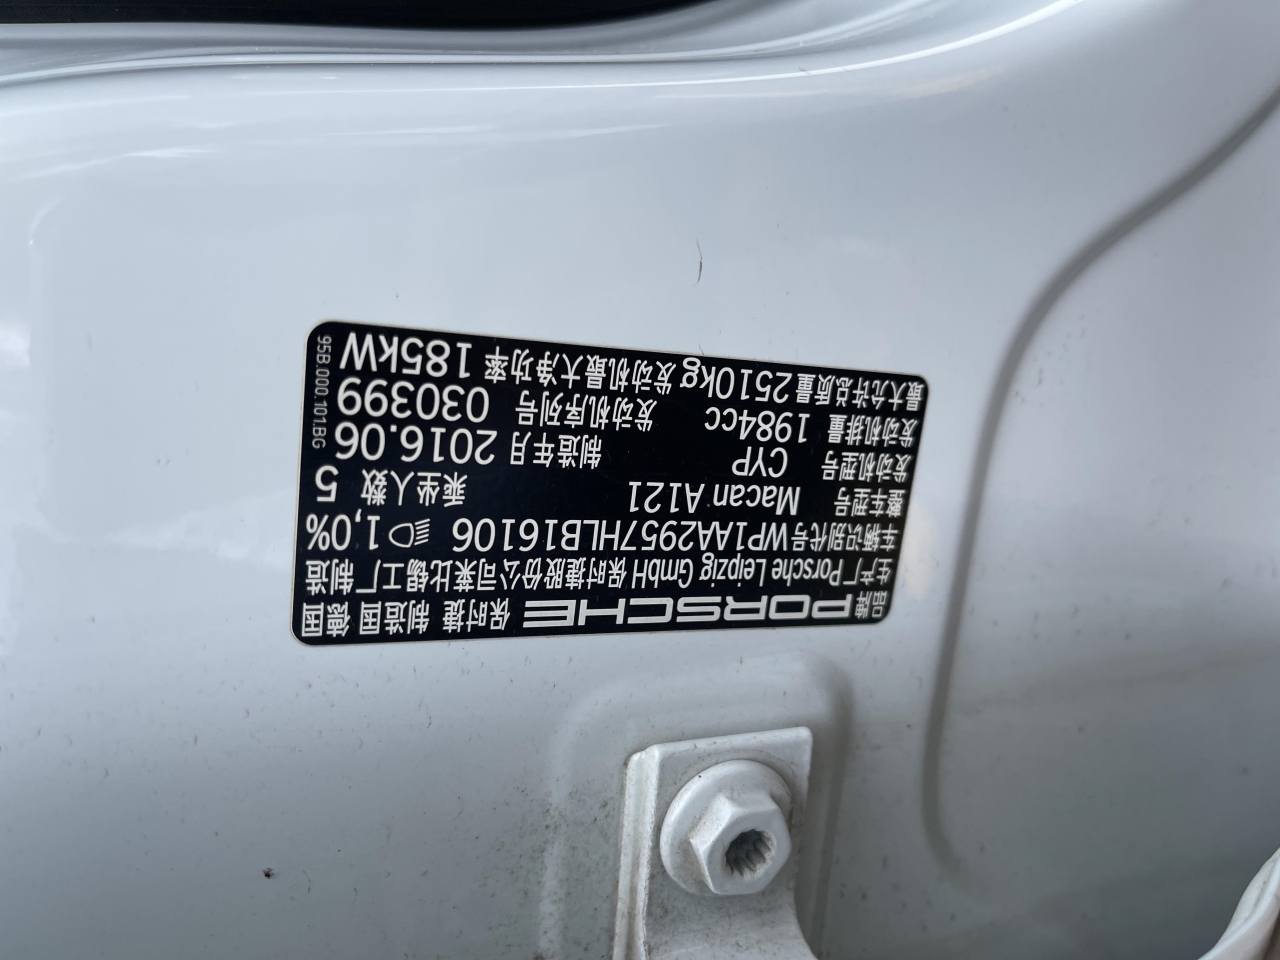 品牌 PORSCHE 保时捷 制造国 德国
生产厂 Porsche Leipzig GmbH 保时捷股份公司莱比锡工厂制造
车辆识别代号 WP1AA2957HLB16106 1,0%
整车型号 Macan A121 乘坐人数 5
发动机型号 CYP 制造年月 2016.06
发动机排量 1984cc 发动机序列号 030399
最大允许总质量 2510kg 发动机最大净功率 185kW
95B.000.101.BG